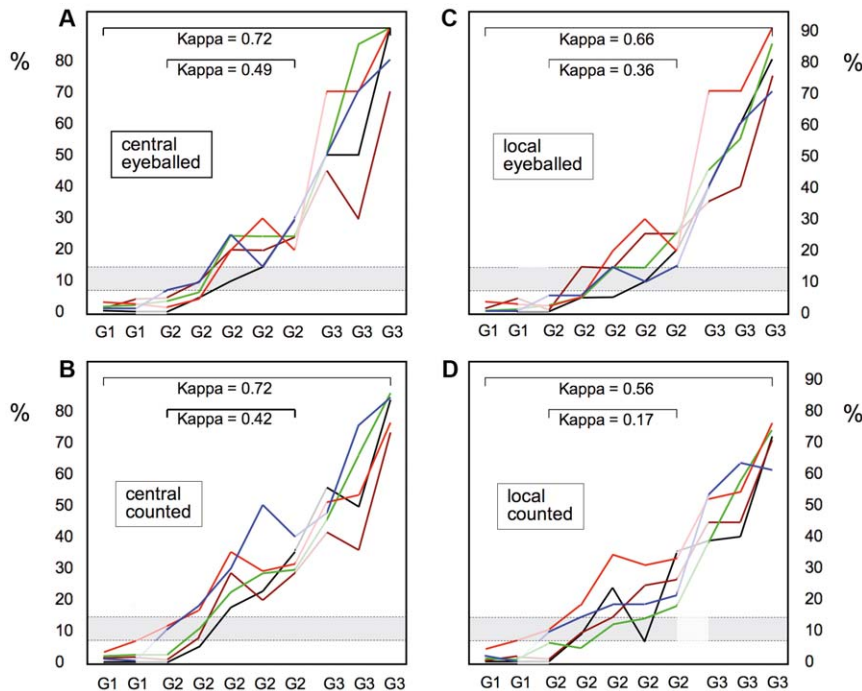 A
Kappa = 0.72
Kappa = 0.49
central
eyeballed
%
80
70
60
50
40
30
20
10
0
G1 G1 G2 G2 G2 G2 G2 G3 G3 G3
C
Kappa = 0.66
Kappa = 0.36
local
eyeballed
%
90
80
70
60
50
40
30
20
10
0
G1 G1 G2 G2 G2 G2 G2 G3 G3 G3
B
Kappa = 0.72
Kappa = 0.42
central
counted
%
80
70
60
50
40
30
20
10
0
G1 G1 G2 G2 G2 G2 G2 G3 G3 G3
D
Kappa = 0.56
Kappa = 0.17
local
counted
%
90
80
70
60
50
40
30
20
10
0
G1 G1 G2 G2 G2 G2 G2 G3 G3 G3